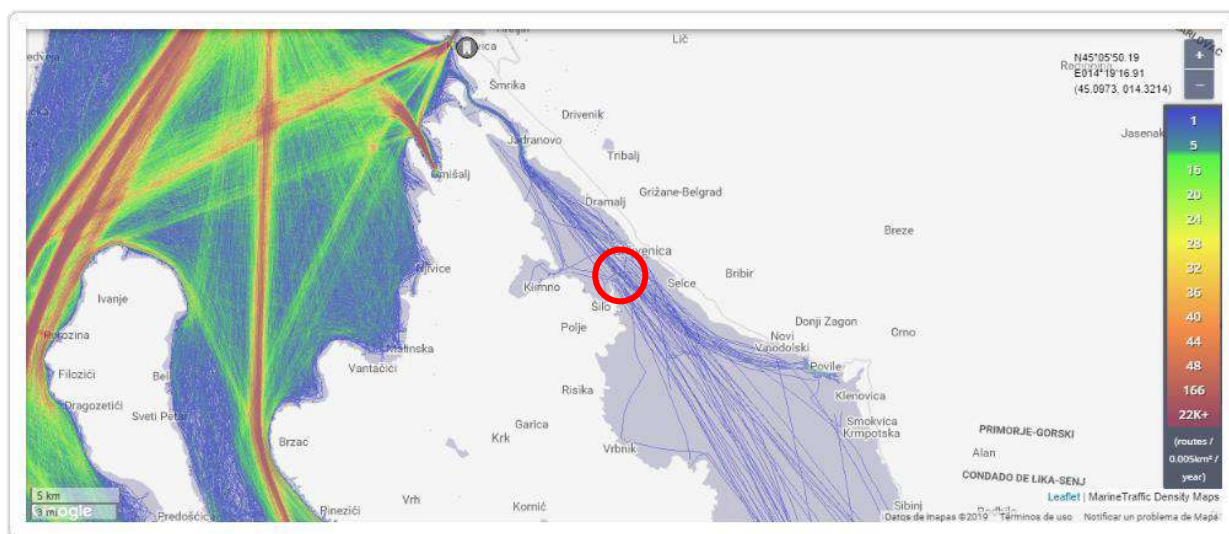 Lič
N45°05'50.19
E014°19'16.91
(45.0973, 014.3214)
+
−
Šmrika
Drivenik
Jadranovo
Tribalj
Jasenak
Omišalj
Grižane-Belgrad
Dramalj
Breze
Njivice
Klimno
Selce
Bribir
Ivanje
Šilo
Polje
Donji Zagon
Novi
Vinodolski
Crno
Porozina
Malinska
Vantačići
Povile
Filozići
Beli
Risika
Klenovica
Dragozetići
Sveti Petar
Garica
Smokvica
Krmpotska
Krk
Brzac
Vrbnik
PRIMORJE-GORSKI
Alan
CONDADO DE LIKA-SENJ
Vrh
Kornić
Pinezići
Predošćica
Sibinj
1
5
16
20
24
28
32
36
40
44
48
166
22K+
(routes /
0.005km² /
year)
5 km
3 mi
Leaflet | MarineTraffic Density Maps
Datos de mapas ©2019 Términos de uso Notificar un problema de Maps